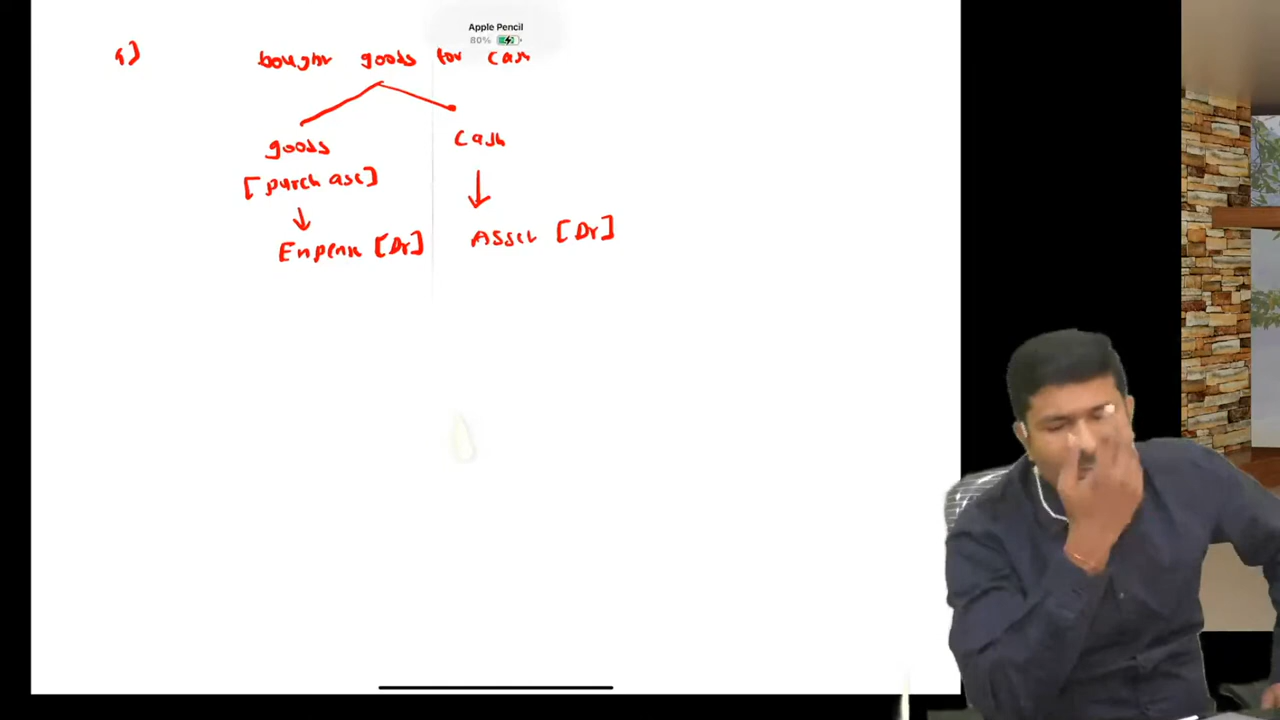 Apple Pencil
80%
bought goods for cash
goods
cash
[purchase]
Expense [Dr]
Asset [Dr]